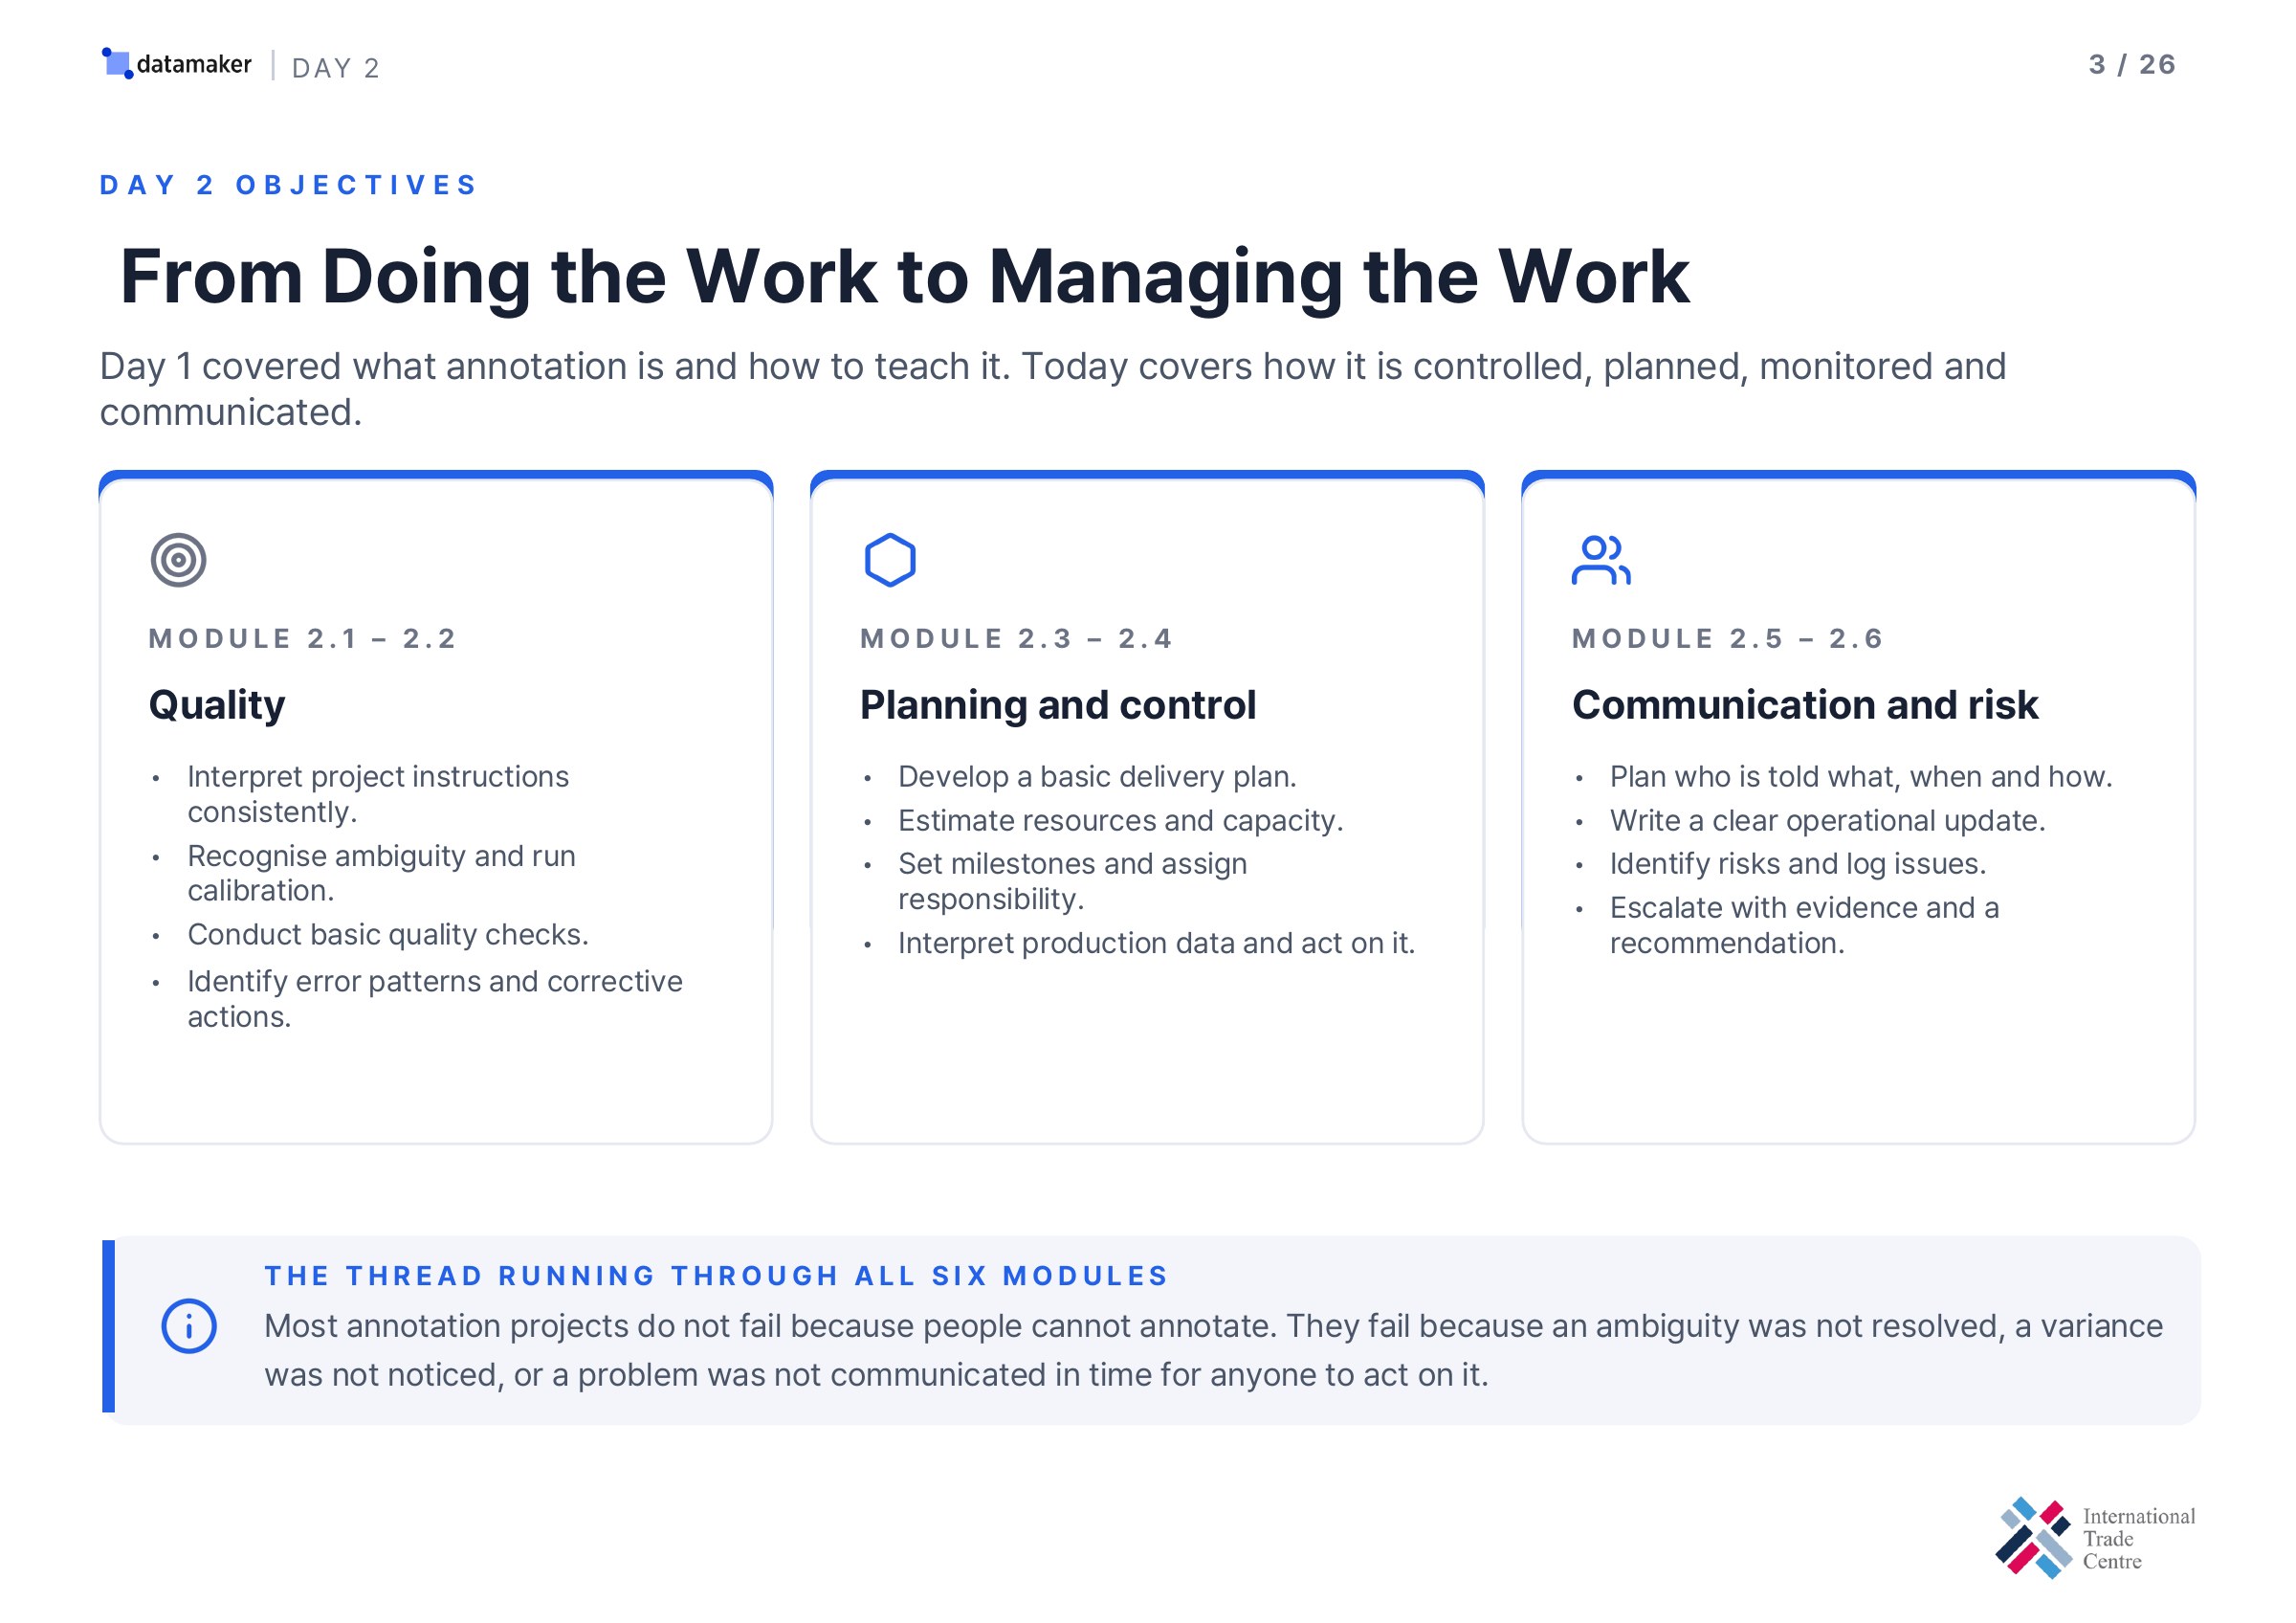 datamaker
DAY 2
3 / 26
DAY 2 OBJECTIVES
From Doing the Work to Managing the Work
Day 1 covered what annotation is and how to teach it. Today covers how it is controlled, planned, monitored and
communicated.
MODULE 2.1 – 2.2
Quality
• Interpret project instructions
consistently.
• Recognise ambiguity and run
calibration.
• Conduct basic quality checks.
• Identify error patterns and corrective
actions.
MODULE 2.3 – 2.4
Planning and control
• Develop a basic delivery plan.
• Estimate resources and capacity.
• Set milestones and assign
responsibility.
• Interpret production data and act on it.
MODULE 2.5 – 2.6
Communication and risk
• Plan who is told what, when and how.
• Write a clear operational update.
• Identify risks and log issues.
• Escalate with evidence and a
recommendation.
THE THREAD RUNNING THROUGH ALL SIX MODULES
Most annotation projects do not fail because people cannot annotate. They fail because an ambiguity was not resolved, a variance
was not noticed, or a problem was not communicated in time for anyone to act on it.
International
Trade
Centre